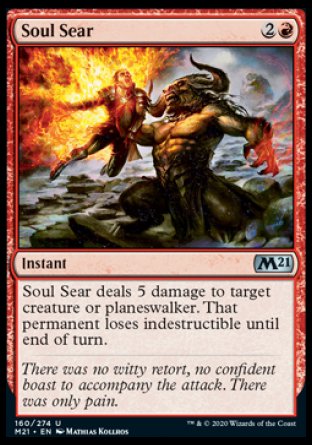 Soul Sear 2
Instant M21
Soul Sear deals 5 damage to target
creature or planeswalker. That
permanent loses indestructible until
end of turn.
There was no witty retort, no confident
boast to accompany the attack. There
was only pain.
160/274 U
M21 • EN Mathias Kollros ™ & © 2020 Wizards of the Coast